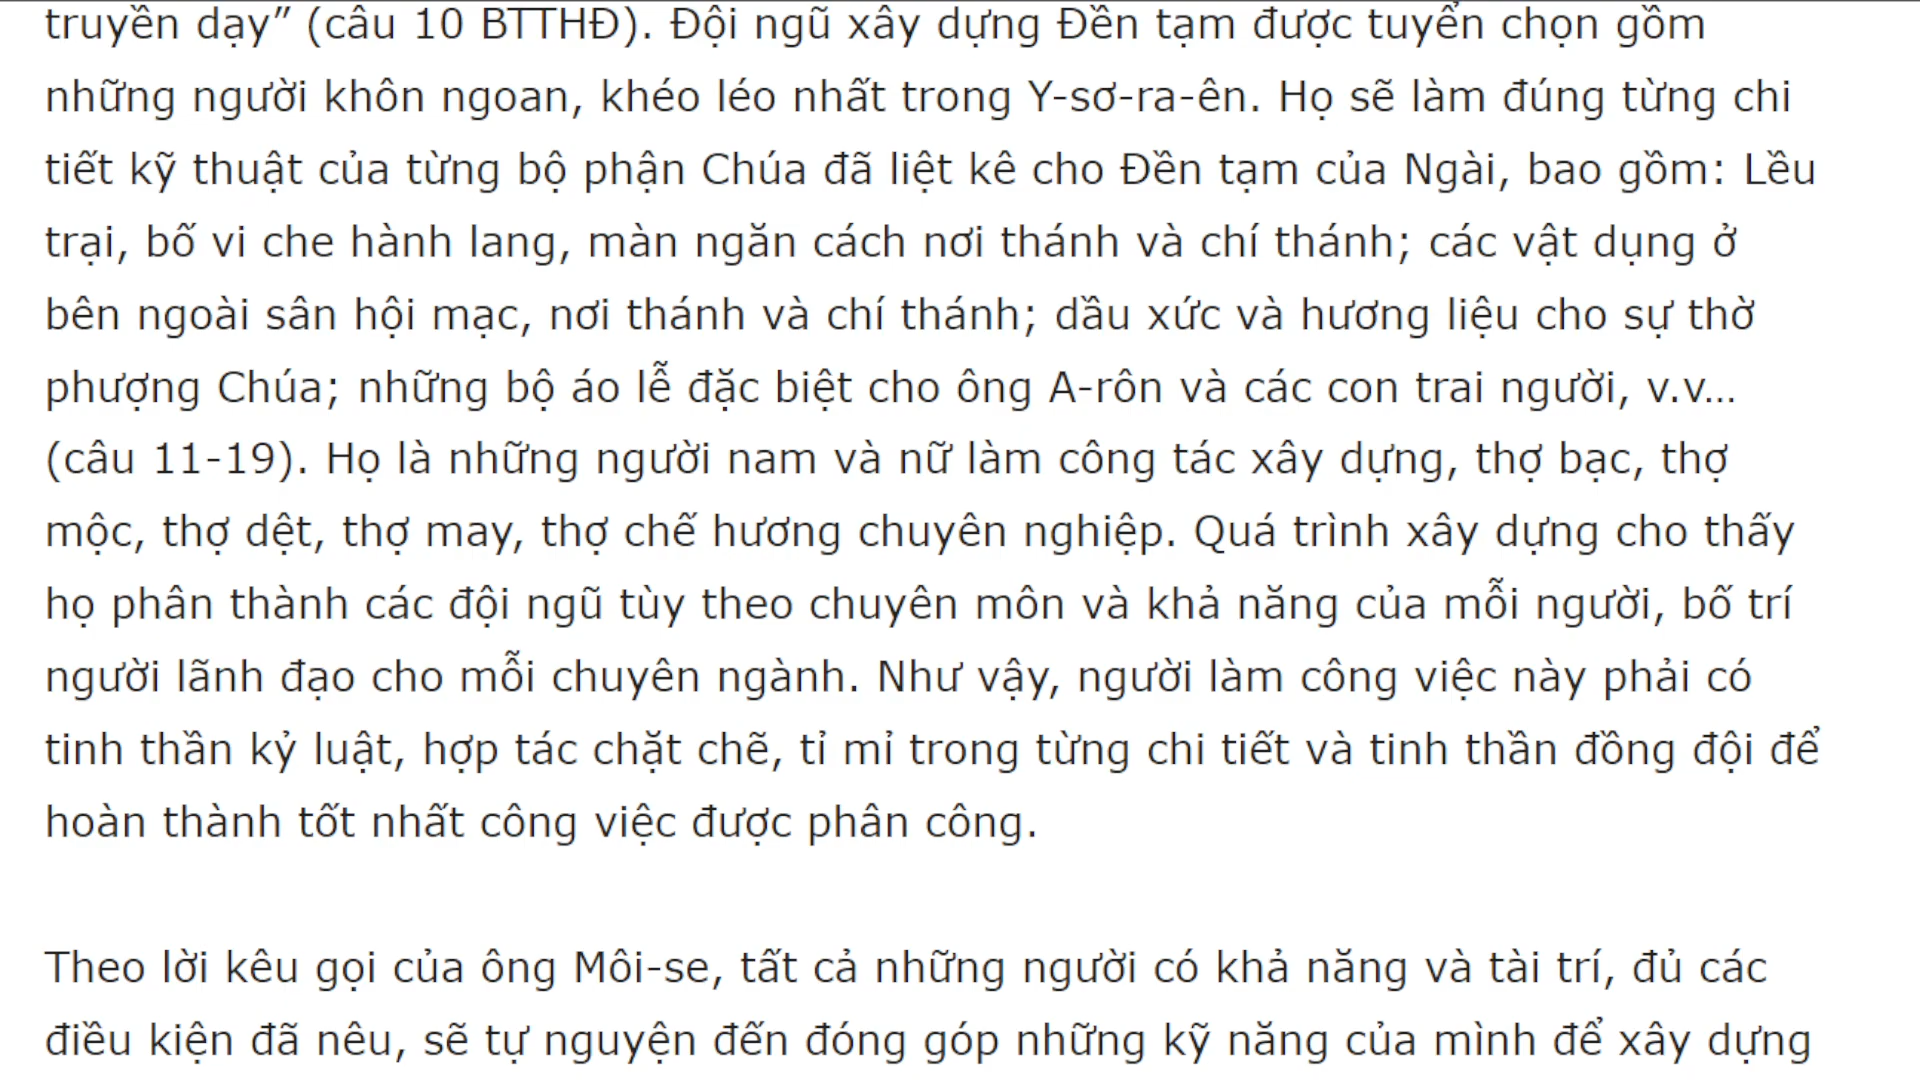 truyền dạy” (câu 10 BTTHĐ). Đội ngũ xây dựng Đền tạm được tuyển chọn gồm
những người khôn ngoan, khéo léo nhất trong Y-sơ-ra-ên. Họ sẽ làm đúng từng chi
tiết kỹ thuật của từng bộ phận Chúa đã liệt kê cho Đền tạm của Ngài, bao gồm: Lều
trại, bố vi che hành lang, màn ngăn cách nơi thánh và chí thánh; các vật dụng ở
bên ngoài sân hội mạc, nơi thánh và chí thánh; dầu xức và hương liệu cho sự thờ
phượng Chúa; những bộ áo lễ đặc biệt cho ông A-rôn và các con trai người, v.v…
(câu 11-19). Họ là những người nam và nữ làm công tác xây dựng, thợ bạc, thợ
mộc, thợ dệt, thợ may, thợ chế hương chuyên nghiệp. Quá trình xây dựng cho thấy
họ phân thành các đội ngũ tùy theo chuyên môn và khả năng của mỗi người, bố trí
người lãnh đạo cho mỗi chuyên ngành. Như vậy, người làm công việc này phải có
tinh thần kỷ luật, hợp tác chặt chẽ, tỉ mỉ trong từng chi tiết và tinh thần đồng đội để
hoàn thành tốt nhất công việc được phân công.
Theo lời kêu gọi của ông Môi-se, tất cả những người có khả năng và tài trí, đủ các
điều kiện đã nêu, sẽ tự nguyện đến đóng góp những kỹ năng của mình để xây dựng